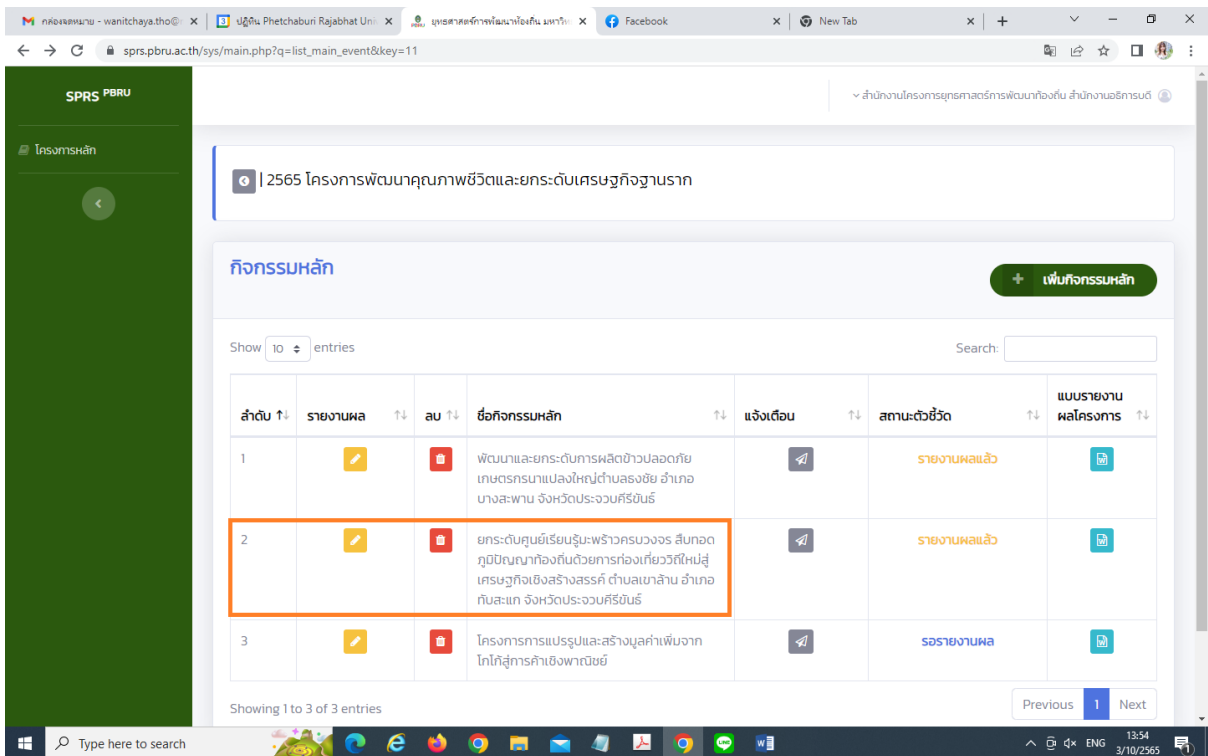 กล่องจดหมาย - wanitchaya.tho@
ปฏิทิน Phetchaburi Rajabhat Uni
ยุทธศาสตร์การพัฒนาท้องถิ่น มหาวิท
Facebook
New Tab
sprs.pbru.ac.th/sys/main.php?q=list_main_event&key=11
SPRS PBRU
สำนักงานโครงการยุทธศาสตร์การพัฒนาท้องถิ่น สำนักงานอธิการบดี
โครงการหลัก
| 2565 โครงการพัฒนาคุณภาพชีวิตและยกระดับเศรษฐกิจฐานราก
กิจกรรมหลัก
+ เพิ่มกิจกรรมหลัก
Show 10 entries
Search:
ลำดับ รายงานผล ลบ ชื่อกิจกรรมหลัก แจ้งเตือน สถานะตัวชี้วัด แบบรายงาน
ผลโครงการ
1 พัฒนาและยกระดับการผลิตข้าวปลอดภัย รายงานผลแล้ว
เกษตรกรนาแปลงใหญ่ตำบลธงชัย อำเภอ
บางสะพาน จังหวัดประจวบคีรีขันธ์
2 ยกระดับศูนย์เรียนรู้มะพร้าวครบวงจร สืบทอด รายงานผลแล้ว
ภูมิปัญญาท้องถิ่นด้วยการท่องเที่ยววิถีใหม่สู่
เศรษฐกิจเชิงสร้างสรรค์ ตำบลเขาล้าน อำเภอ
ทับสะแก จังหวัดประจวบคีรีขันธ์
3 โครงการการแปรรูปและสร้างมูลค่าเพิ่มจาก รอรายงานผล
โกโก้สู่การค้าเชิงพาณิชย์
Showing 1 to 3 of 3 entries
Previous 1 Next
Type here to search
ENG
13:54
3/10/2565